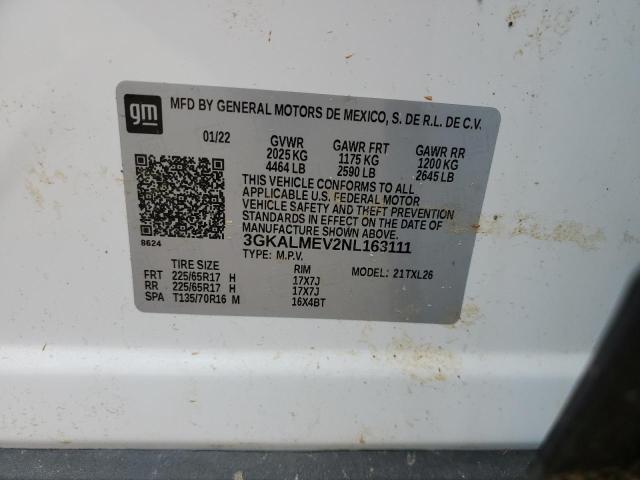 gm
MFD BY GENERAL MOTORS DE MEXICO, S. DE R.L. DE C.V.
01/22 GVWR GAWR FRT GAWR RR
2025 KG 1175 KG 1200 KG
4464 LB 2590 LB 2645 LB
THIS VEHICLE CONFORMS TO ALL
APPLICABLE U.S. FEDERAL MOTOR
VEHICLE SAFETY AND THEFT PREVENTION
STANDARDS IN EFFECT ON THE DATE OF
MANUFACTURE SHOWN ABOVE.
8624 3GKALMEV2NL163111
TYPE: M.P.V. MODEL: 21TXL26
TIRE SIZE RIM
FRT 225/65R17 H 17X7J
RR 225/65R17 H 17X7J
SPA T135/70R16 M 16X4BT